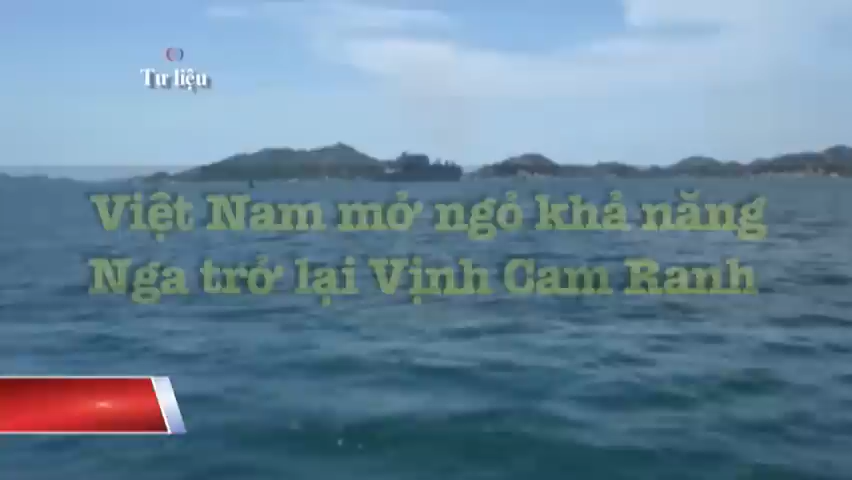 Tư liệu
Việt Nam mở ngỏ khả năng
Nga trở lại Vịnh Cam Ranh